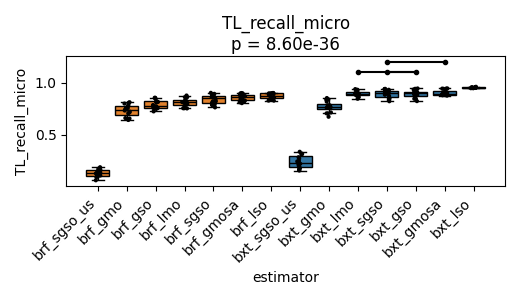 TL_recall_micro
p = 8.60e-36
TL_recall_micro
1.0
0.5
brf_sgso_us
brf_gmo
brf_gso
brf_lmo
brf_sgso
brf_gmosa
brf_lso
bxt_sgso_us
bxt_gmo
bxt_lmo
bxt_sgso
bxt_gso
bxt_gmosa
bxt_lso
estimator